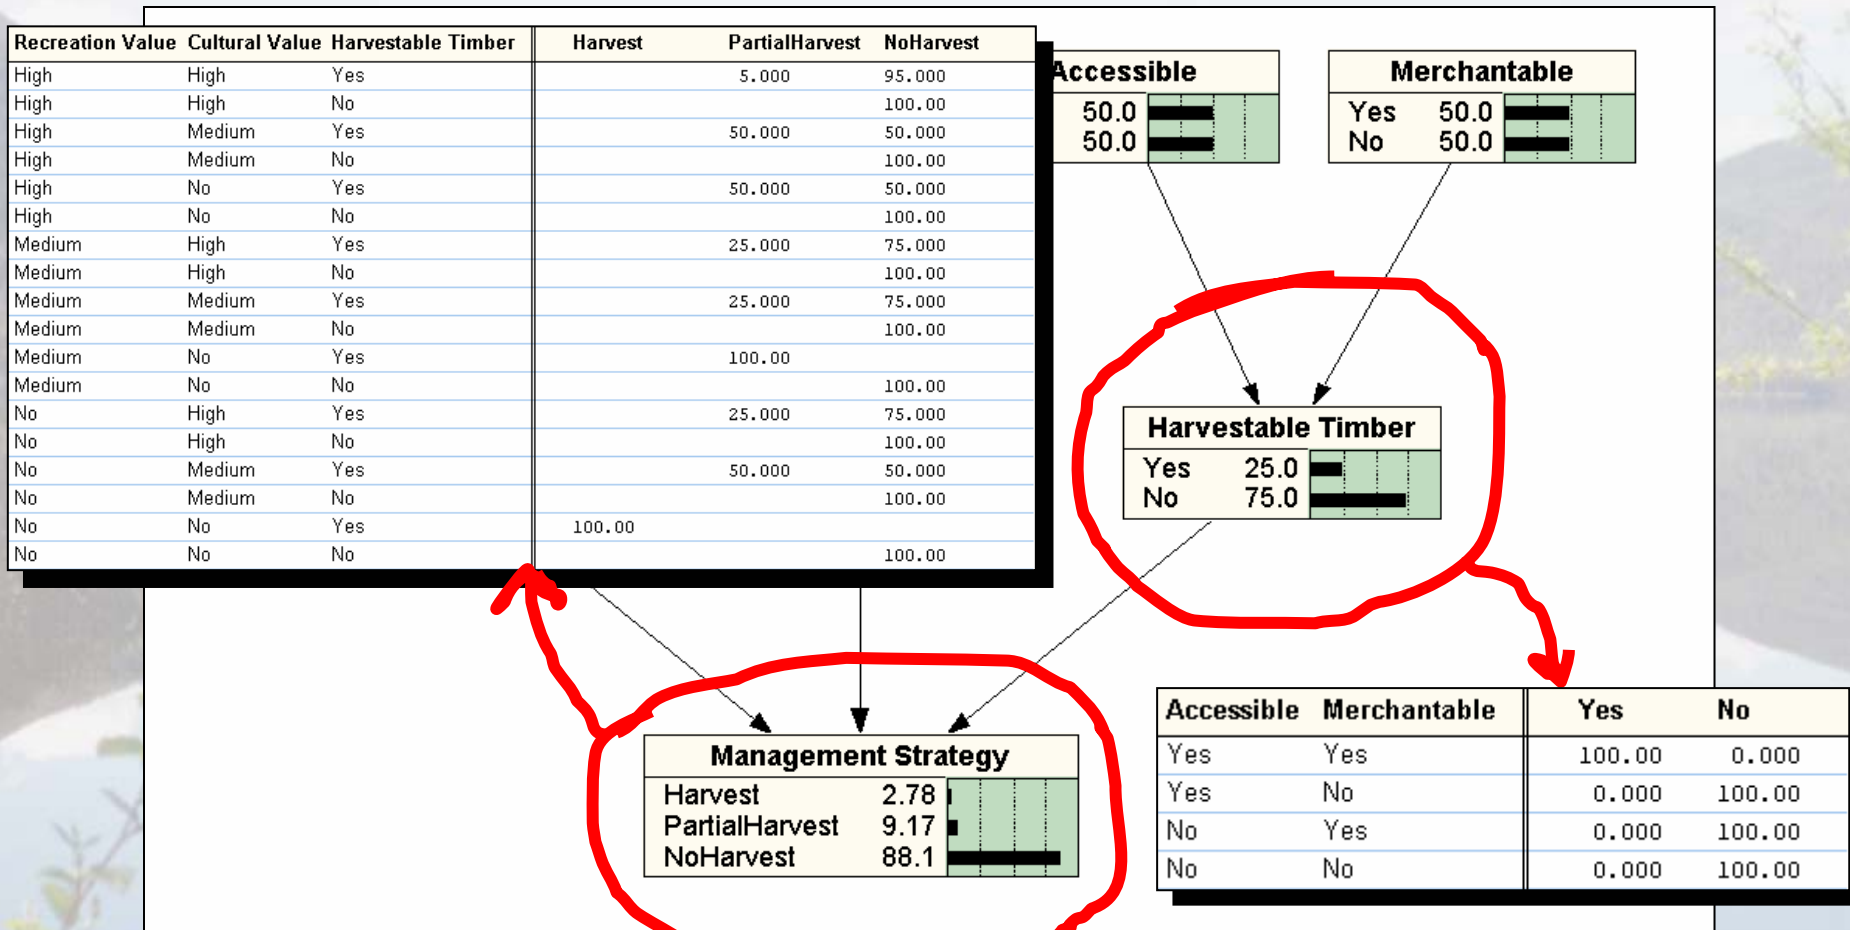 Recreation Value Cultural Value Harvestable Timber Harvest PartialHarvest NoHarvest
High High Yes 5.000 95.000
High High No 100.00
High Medium Yes 50.000 50.000
High Medium No 100.00
High No Yes 50.000 50.000
High No No 100.00
Medium High Yes 25.000 75.000
Medium High No 100.00
Medium Medium Yes 25.000 75.000
Medium Medium No 100.00
Medium No Yes 100.00
Medium No No 100.00
No High Yes 25.000 75.000
No High No 100.00
No Medium Yes 50.000 50.000
No Medium No 100.00
No No Yes 100.00
No No No 100.00
Accessible
50.0
50.0
Merchantable
Yes 50.0
No 50.0
Harvestable Timber
Yes 25.0
No 75.0
Management Strategy
Harvest 2.78
PartialHarvest 9.17
NoHarvest 88.1
Accessible Merchantable Yes No
Yes Yes 100.00 0.000
Yes No 0.000 100.00
No Yes 0.000 100.00
No No 0.000 100.00